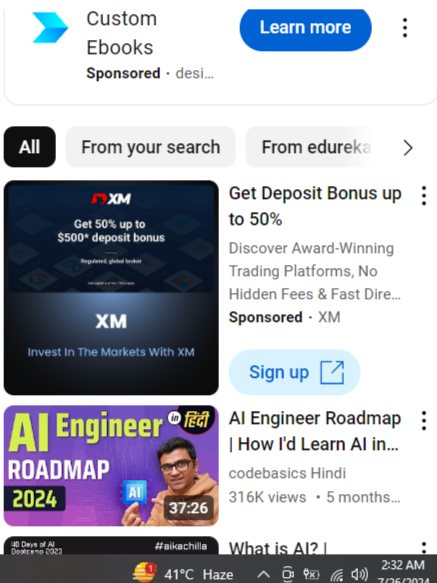 Custom
Ebooks
Sponsored · desi...
Learn more
All
From your search
From edureka
XM
Get 50% up to
$500* deposit bonus
Regulated, global broker
XM
Invest In The Markets With XM
Get Deposit Bonus up
to 50%
Discover Award-Winning
Trading Platforms, No
Hidden Fees & Fast Dire...
Sponsored · XM
Sign up
AI Engineer
in हिंदी
ROADMAP
2024
AI
37:26
AI Engineer Roadmap
| How I'd Learn AI in...
codebasics Hindi
316K views • 5 months...
40 Days of AI
Bootcamp 2023
#aikachilla
What is AI? |
1
41°C Haze
2:32 AM
7/26/2024